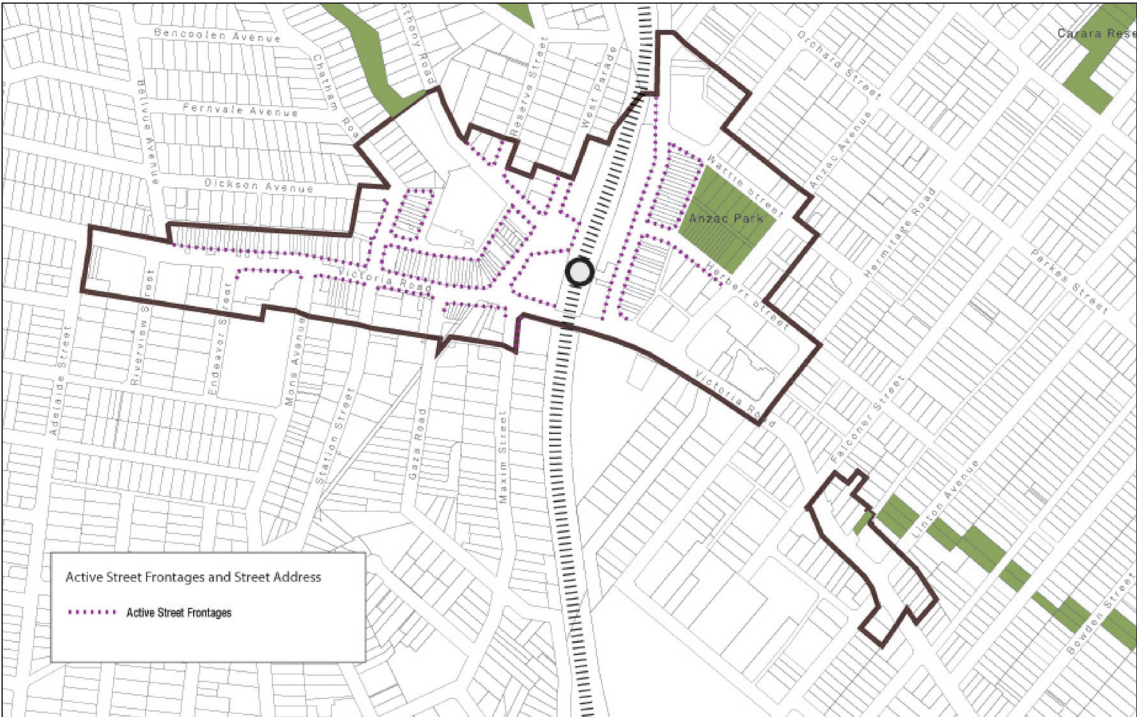 Bencoolen Avenue
Chatham Road
nthony Road
Reserve Street
West Parade
Orchard Street
Carara Rese
Bellvue Avenue
Fernvale Avenue
Dickson Avenue
Wattle Street
Anzac Avenue
Anzac Park
Hermitage Road
Parkes Street
Herbert Street
Victoria Road
Adelaide Street
Riverview Street
Endeavor Street
Mons Avenue
Station Street
Gaza Road
Maxim Street
Victoria Road
Falconer Street
Linton Avenue
Bowden Street
Active Street Frontages and Street Address
Active Street Frontages